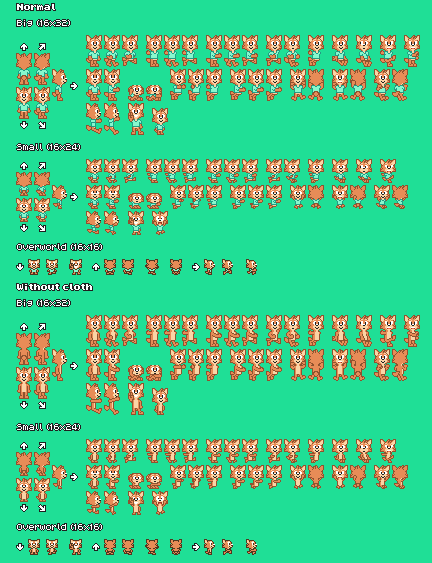 Normal
Big (16x32)
Small (16x24)
Overworld (16x16)
Without cloth
Big (16x32)
Small (16x24)
Overworld (16x16)